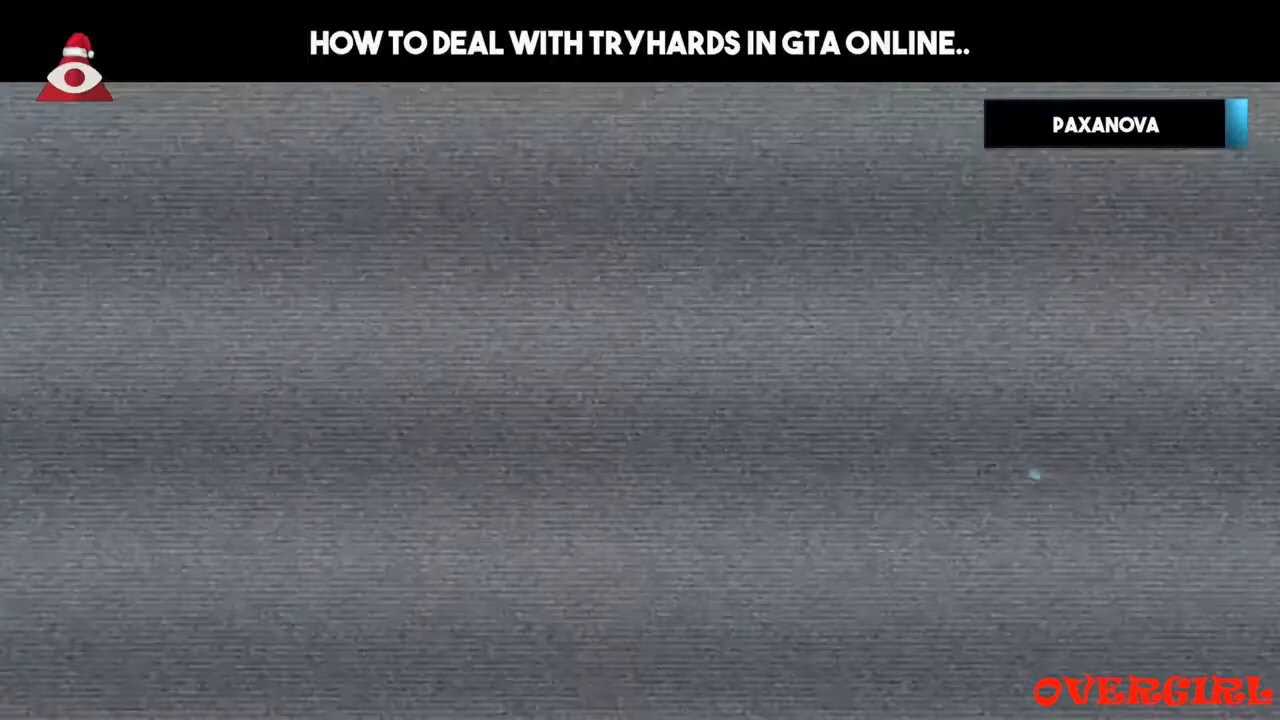 HOW TO DEAL WITH TRYHARDS IN GTA ONLINE..
PAXANOVA
OVERGIRL